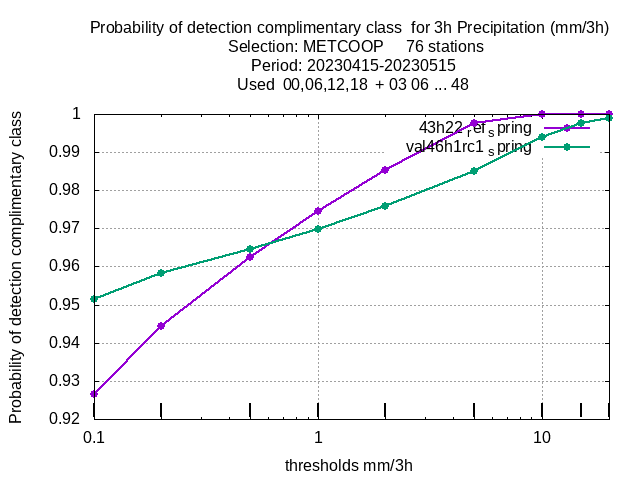 Probability of detection complimentary class for 3h Precipitation (mm/3h)
Selection: METCOOP 76 stations
Period: 20230415-20230515
Used 00,06,12,18 + 03 06 ... 48
Probability of detection complimentary class
1
0.99
0.98
0.97
0.96
0.95
0.94
0.93
0.92
43h22refspring
val46h1rc1spring
0.1 1 10
thresholds mm/3h